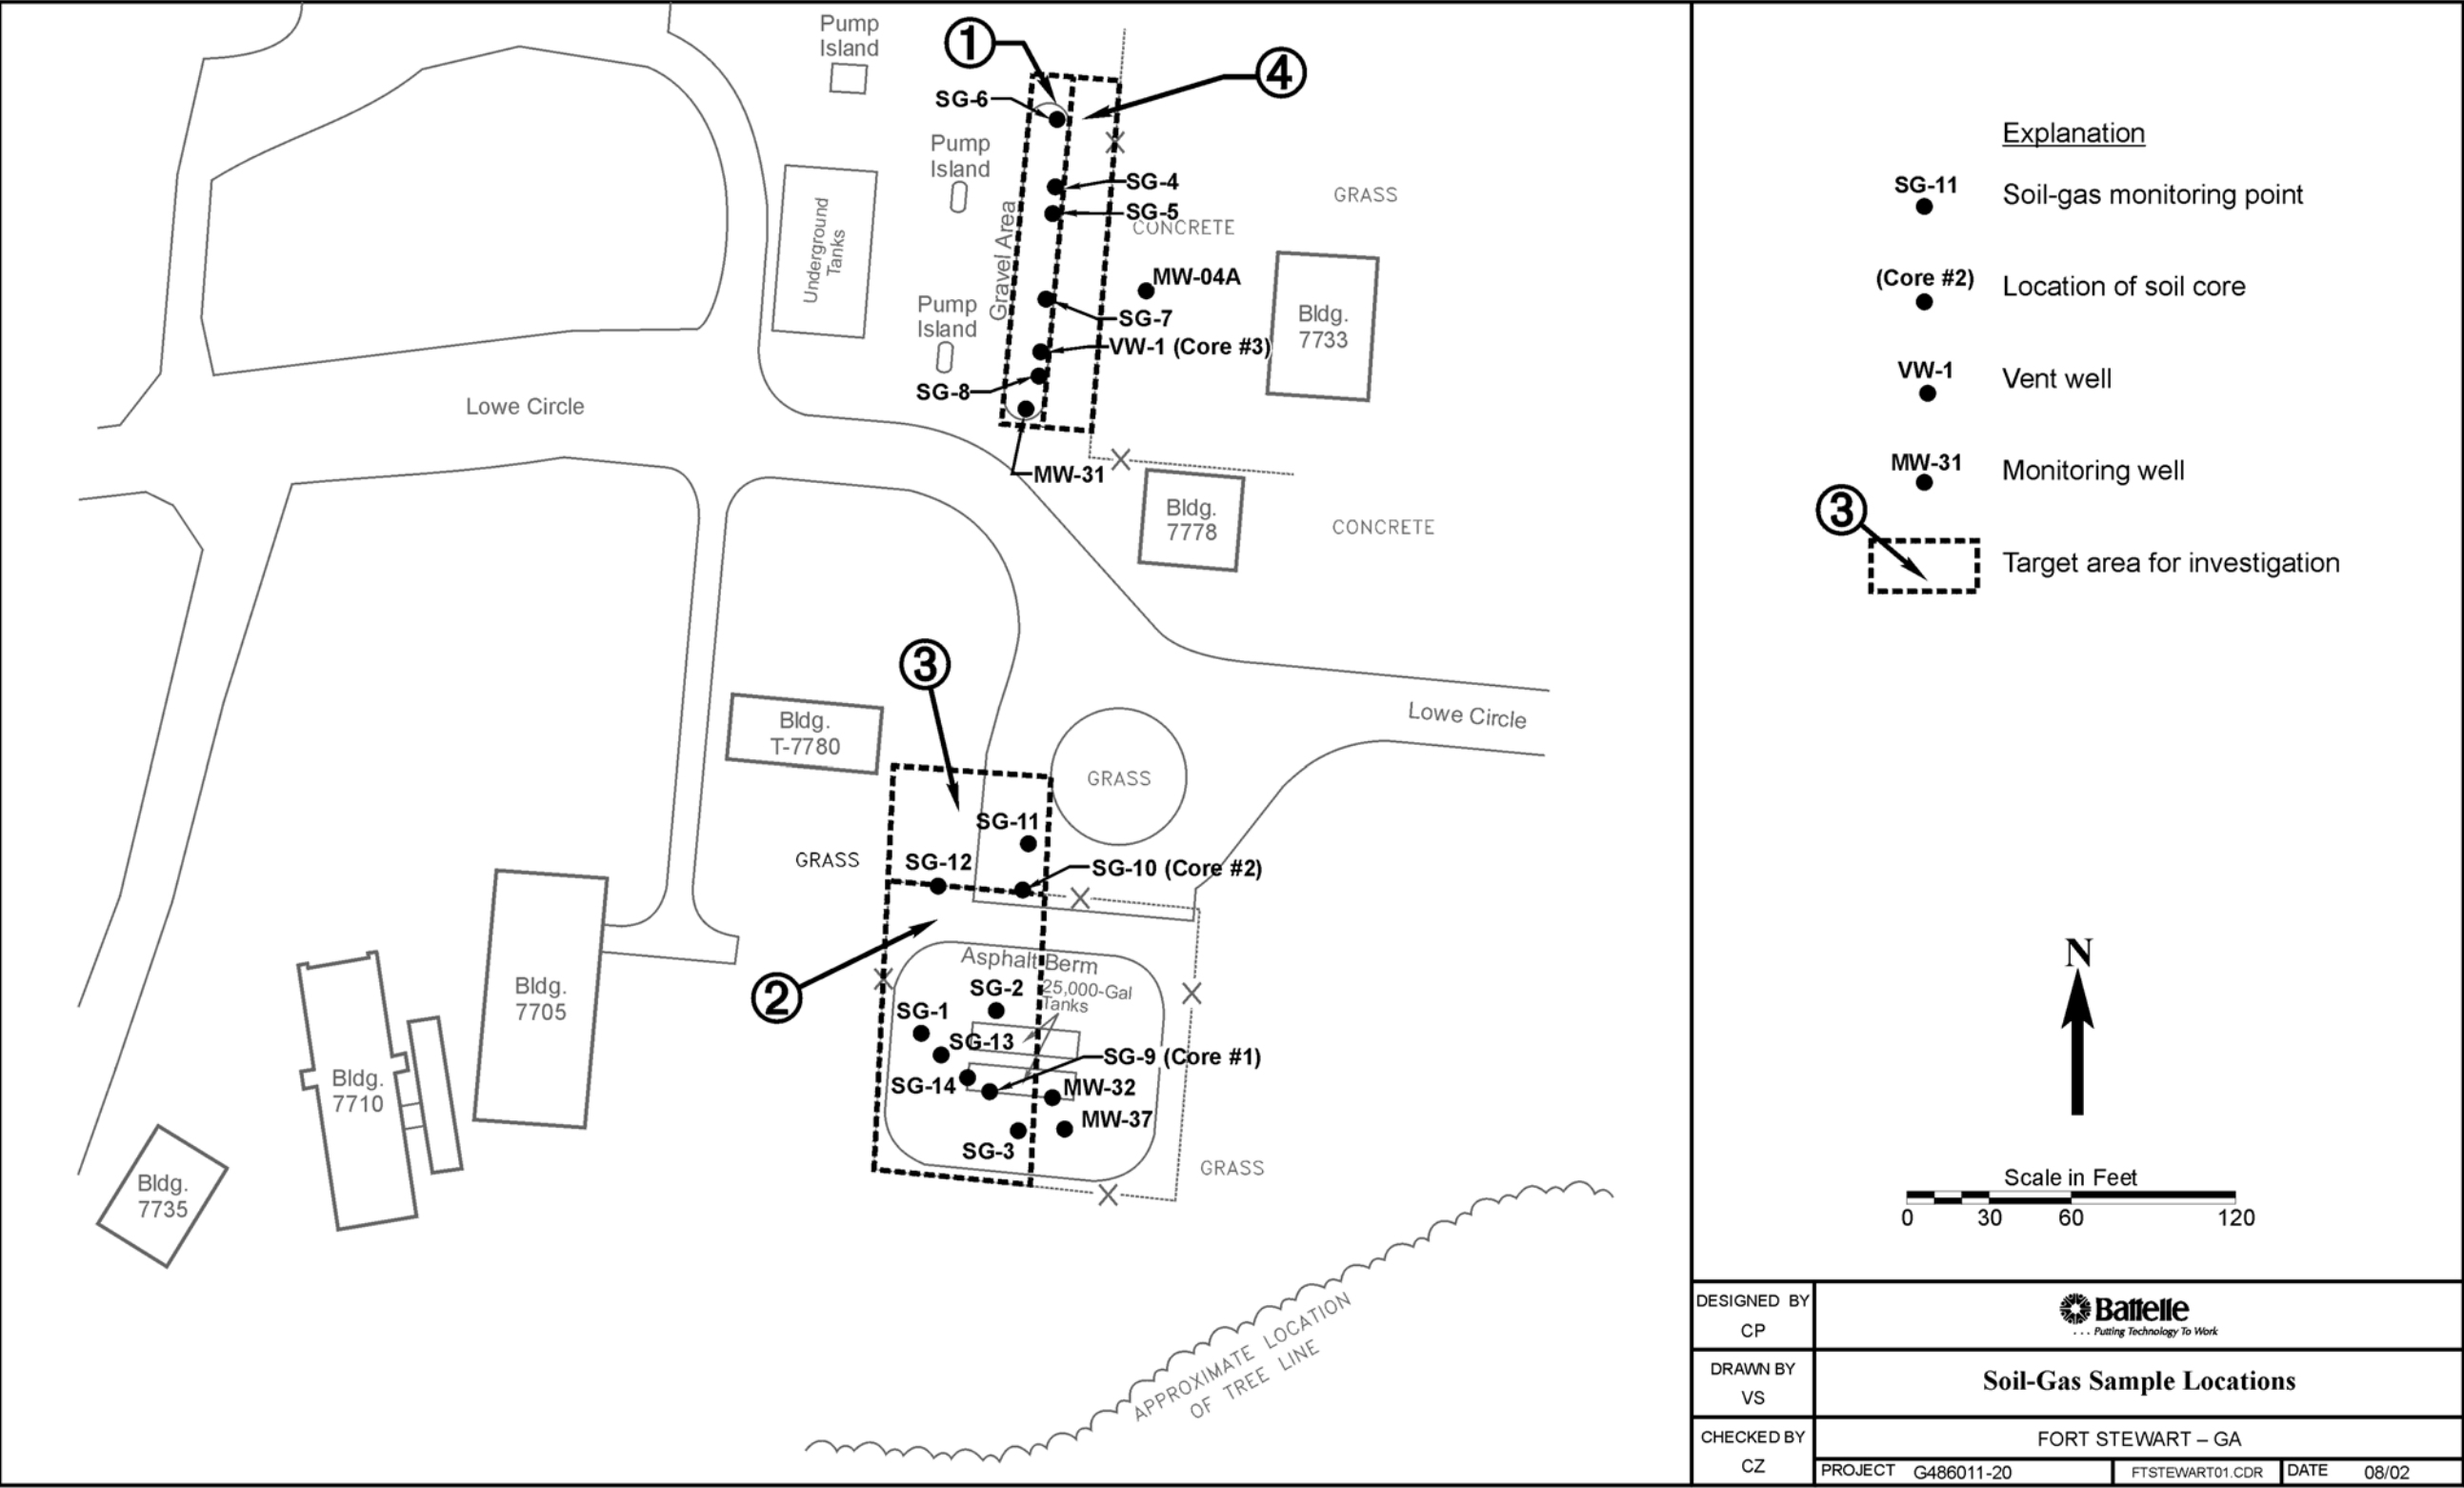 Pump
Island
1
4
SG-6
Pump
Island
SG-4
SG-5
GRASS
CONCRETE
Underground
Tanks
Gravel Area
MW-04A
Pump
Island
SG-7
Bldg.
7733
VW-1 (Core #3)
SG-8
Lowe Circle
MW-31
Bldg.
7778
CONCRETE
3
Bldg.
T-7780
Lowe Circle
GRASS
SG-11
GRASS
SG-12
SG-10 (Core #2)
2
Asphalt Berm
25,000-Gal
Tanks
SG-2
SG-1
SG-13
SG-9 (Core #1)
SG-14
MW-32
MW-37
SG-3
GRASS
Bldg.
7705
Bldg.
7710
Bldg.
7735
APPROXIMATE LOCATION
OF TREE LINE
Explanation
SG-11
Soil-gas monitoring point
(Core #2)
Location of soil core
VW-1
Vent well
MW-31
Monitoring well
3
Target area for investigation
N
Scale in Feet
0 30 60 120
DESIGNED BY
CP
Battelle
. . . Putting Technology To Work
DRAWN BY
VS
Soil-Gas Sample Locations
CHECKED BY
CZ
FORT STEWART – GA
PROJECT G486011-20 FTSTEWART01.CDR DATE 08/02